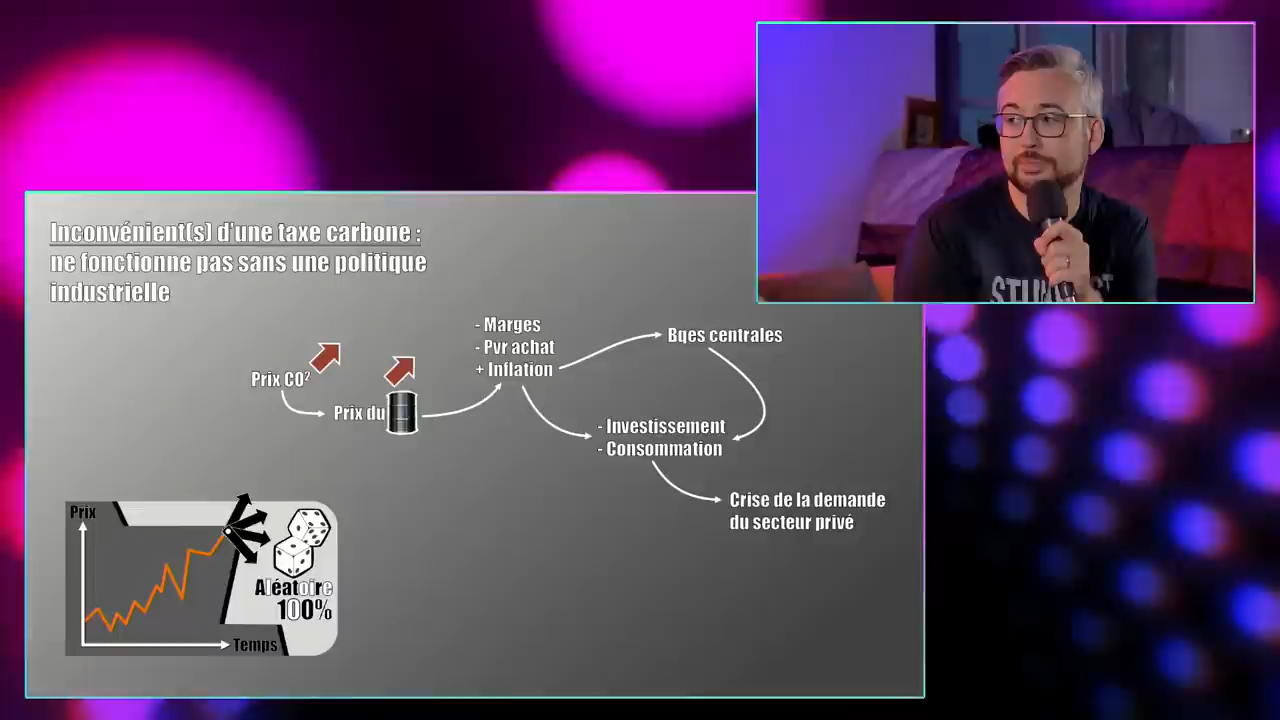 Inconvénient(s) d'une taxe carbone :
ne fonctionne pas sans une politique
industrielle
- Marges
- Pvr achat
+ Inflation
Bqes centrales
Prix CO²
Prix du
- Investissement
- Consommation
Crise de la demande
du secteur privé
Prix
Aléatoire
100%
Temps